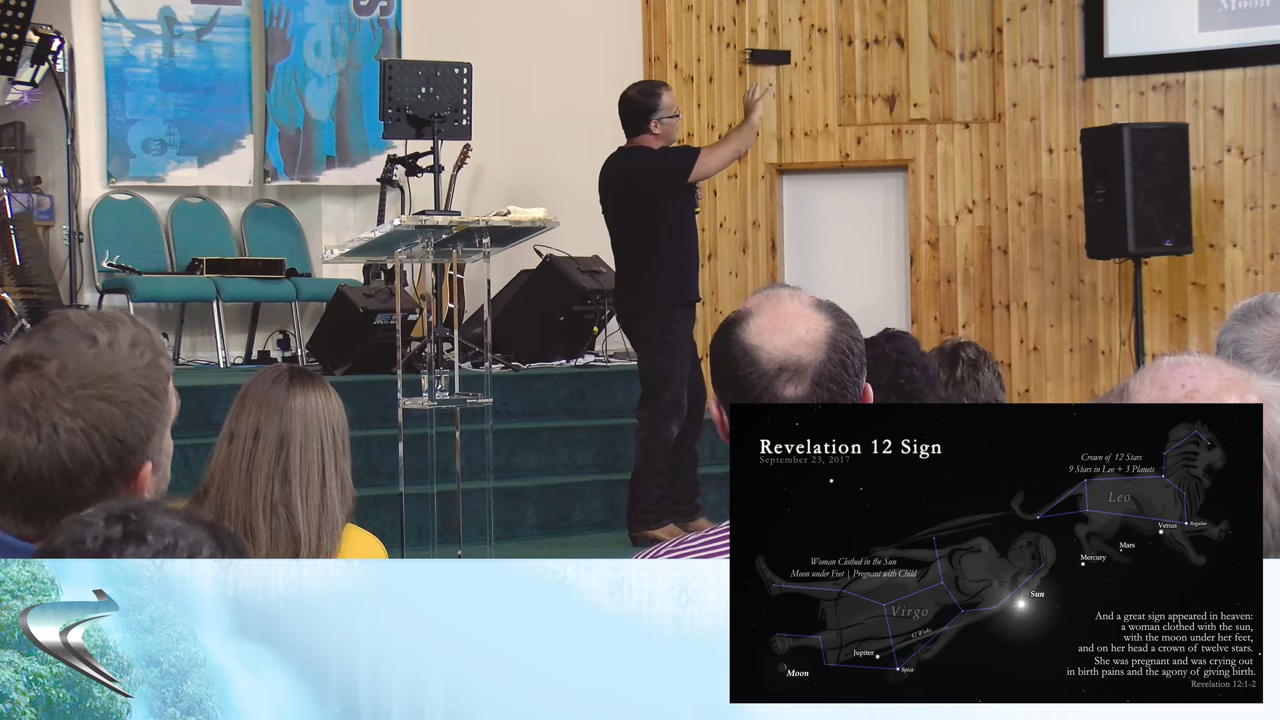 Moon
Revelation 12 Sign
September 23, 2017
Crown of 12 Stars
9 Stars in Leo + 3 Planets
Leo
Venus
Regulus
Mars
Mercury
Woman Clothed in the Sun
Moon under Feet | Pregnant with Child
Sun
Virgo
42 Weeks
Jupiter
Spica
Moon
And a great sign appeared in heaven:
a woman clothed with the sun,
with the moon under her feet,
and on her head a crown of twelve stars.
She was pregnant and was crying out
in birth pains and the agony of giving birth.
Revelation 12:1-2